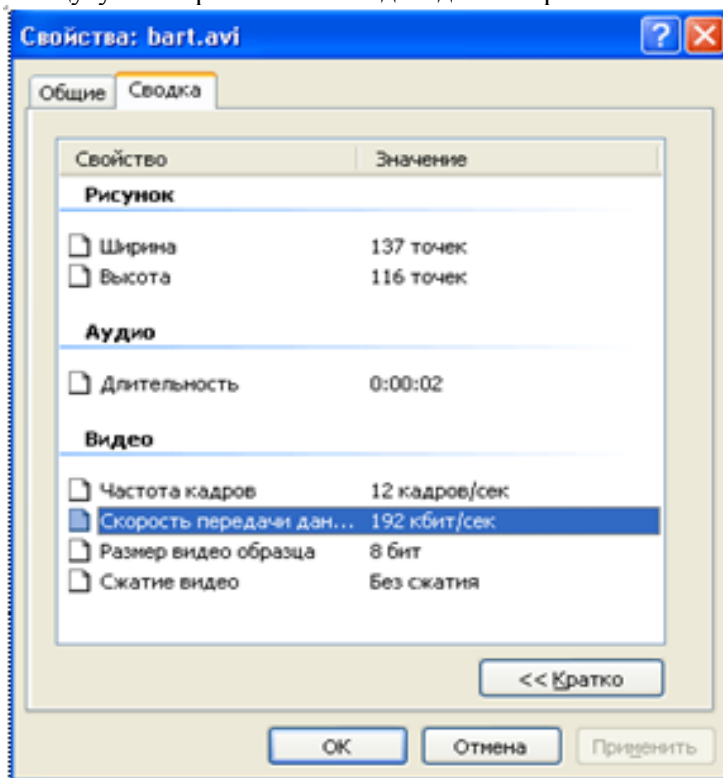 Свойства: bart.avi
Общие Сводка
Свойство Значение
Рисунок
Ширина 137 точек
Высота 116 точек
Аудио
Длительность 0:00:02
Видео
Частота кадров 12 кадров/сек
Скорость передачи дан... 192 кбит/сек
Размер видео образца 8 бит
Сжатие видео Без сжатия
<< Кратко
ОК Отмена Применить